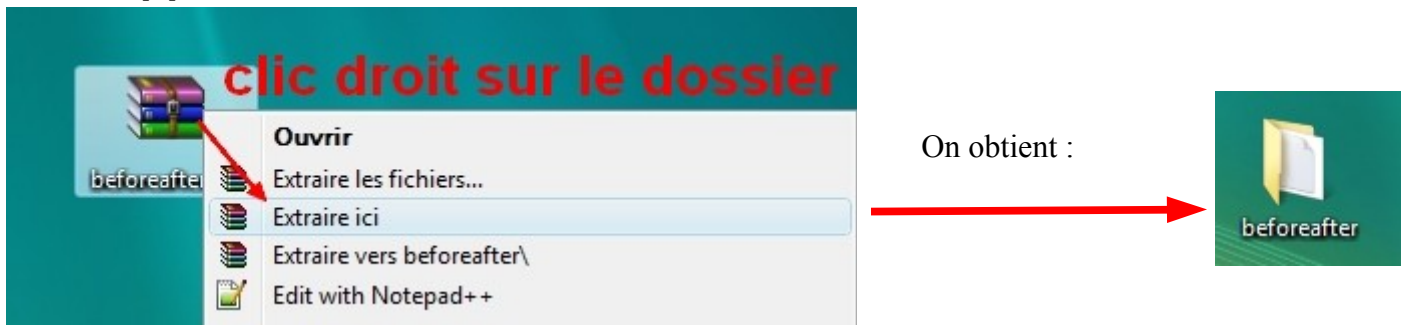 clic droit sur le dossier
beforeafter
Ouvrir
Extraire les fichiers...
Extraire ici
Extraire vers beforeafter\
Edit with Notepad++
On obtient :
beforeafter